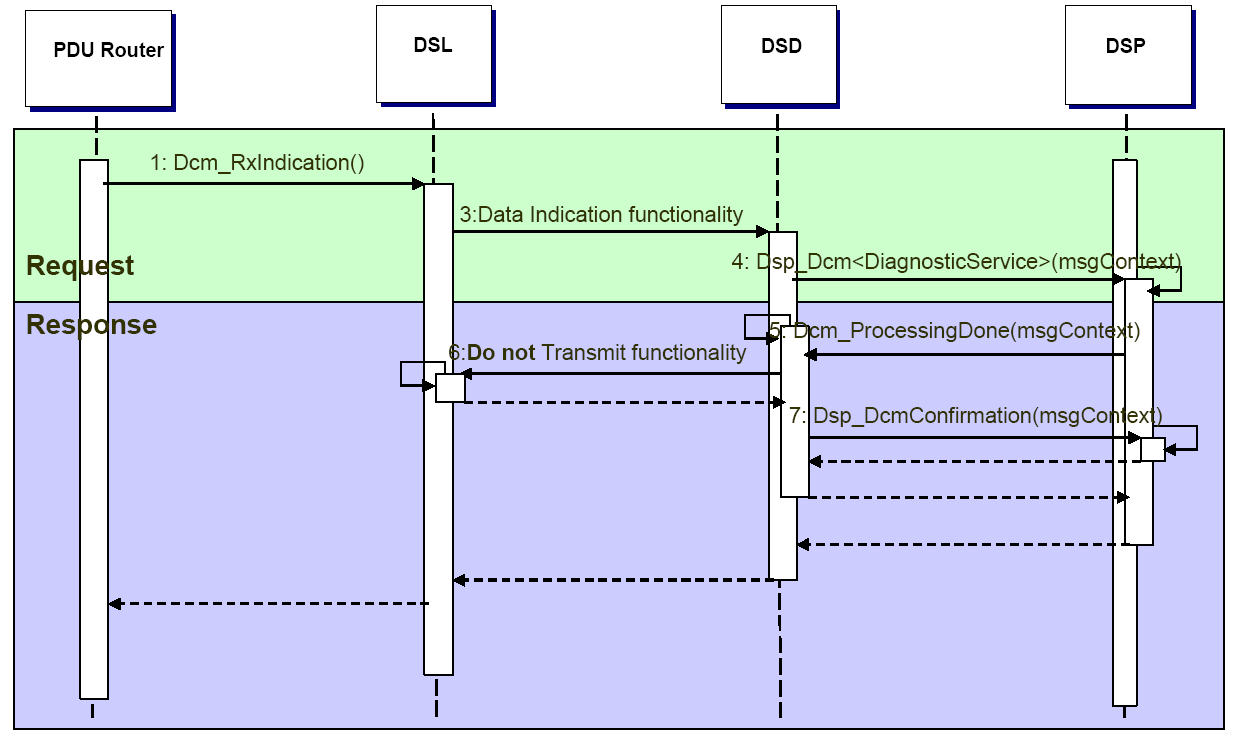 PDU Router
DSL
DSD
DSP
1: Dcm_RxIndication()
3:Data Indication functionality
4: Dsp_Dcm<DiagnosticService>(msgContext)
Request
Response
5: Dcm_ProcessingDone(msgContext)
6:Do not Transmit functionality
7: Dsp_DcmConfirmation(msgContext)